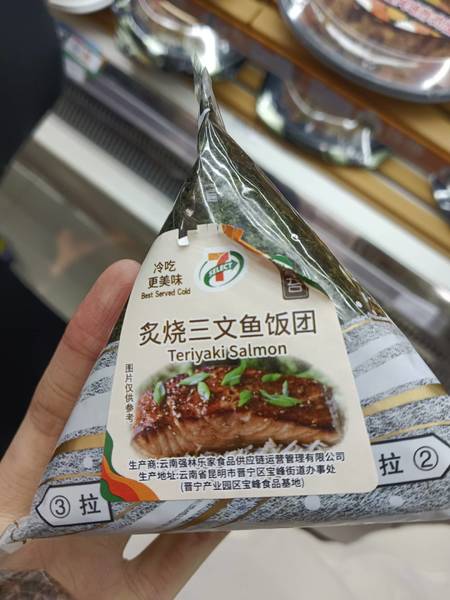 冷吃
更美味
Best Served Cold
7
SELECT
炙烧三文鱼饭团
Teriyaki Salmon
图片仅供参考
生产商:云南强林乐家食品供应链运营管理有限公司
生产地址:云南省昆明市晋宁区宝峰街道办事处
(晋宁产业园区宝峰食品基地)
③拉
拉②